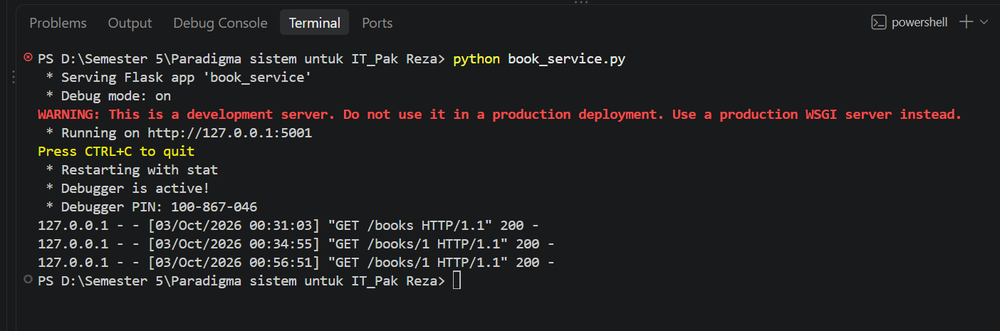 Problems Output Debug Console Terminal Ports powershell
PS D:\Semester 5\Paradigma sistem untuk IT_Pak Reza> python book_service.py
 * Serving Flask app 'book_service'
 * Debug mode: on
WARNING: This is a development server. Do not use it in a production deployment. Use a production WSGI server instead.
 * Running on http://127.0.0.1:5001
Press CTRL+C to quit
 * Restarting with stat
 * Debugger is active!
 * Debugger PIN: 100-867-046
127.0.0.1 - - [03/Oct/2026 00:31:03] "GET /books HTTP/1.1" 200 -
127.0.0.1 - - [03/Oct/2026 00:34:55] "GET /books/1 HTTP/1.1" 200 -
127.0.0.1 - - [03/Oct/2026 00:56:51] "GET /books/1 HTTP/1.1" 200 -
PS D:\Semester 5\Paradigma sistem untuk IT_Pak Reza>